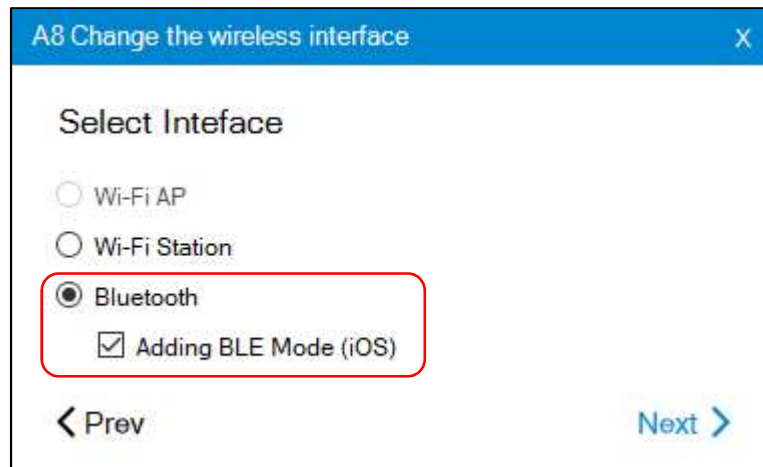 A8 Change the wireless interface X
Select Inteface
Wi-Fi AP
Wi-Fi Station
Bluetooth
Adding BLE Mode (iOS)
Prev Next